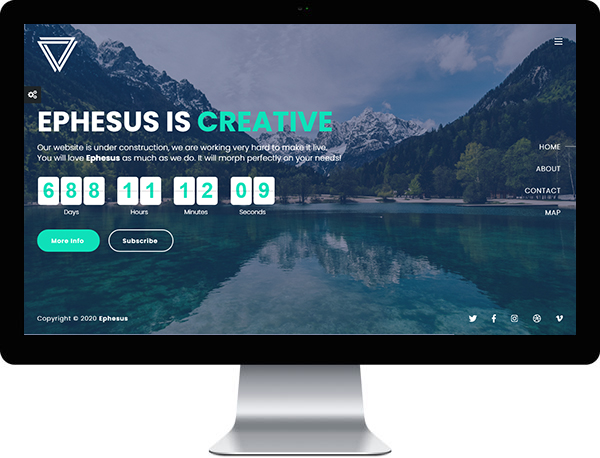 EPHESUS IS CREATIVE
Our website is under construction, we are working very hard to make it live.
You will love Ephesus as much as we do. It will morph perfectly on your needs!
688 11 12 09
Days Hours Minutes Seconds
More Info Subscribe
HOME
ABOUT
CONTACT
MAP
Copyright © 2020 Ephesus